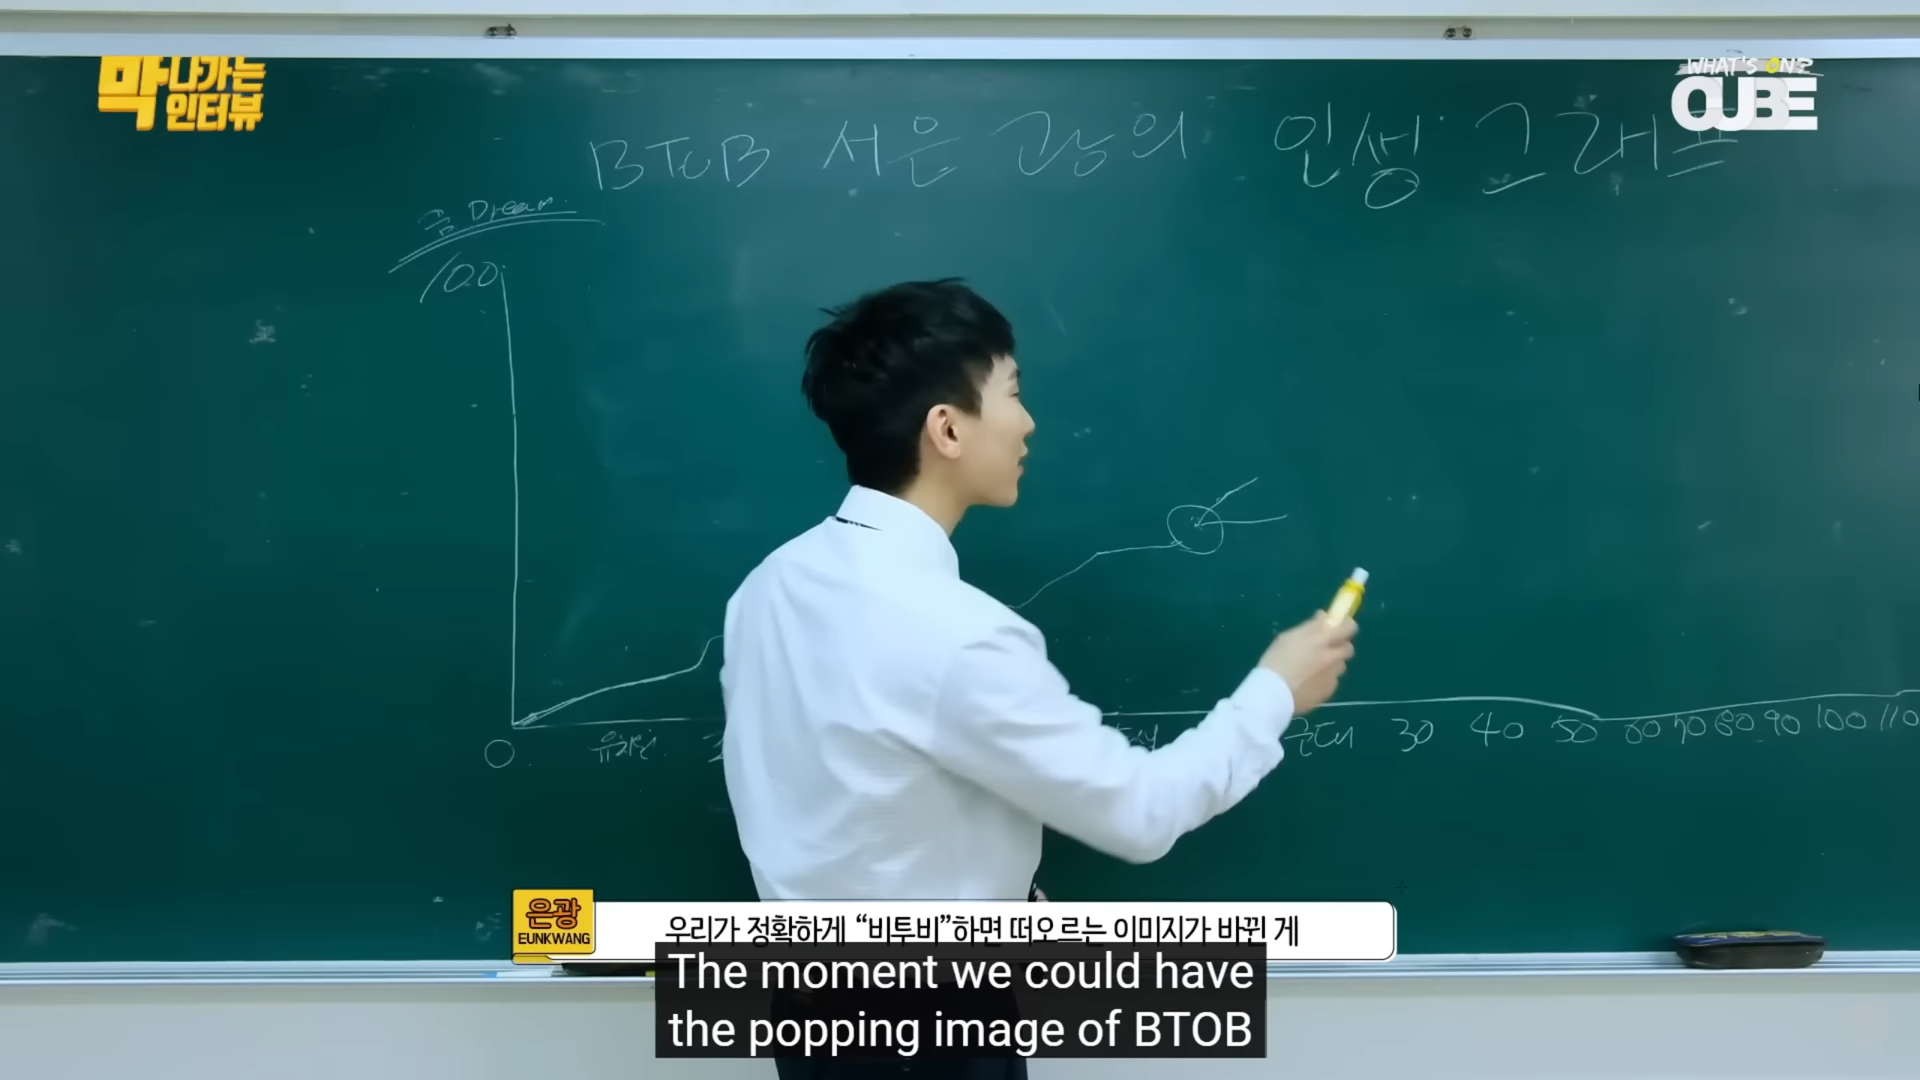 막나가는
인터뷰
WHAT'S ON?
CUBE
BTOB 서은광의 인생 그래프
꿈 Dream
100
0 유치원 군대 30 40 50 60 70 80 90 100 110
은광
EUNKWANG
우리가 정확하게 “비투비”하면 떠오르는 이미지가 바뀐 게
The moment we could have
the popping image of BTOB